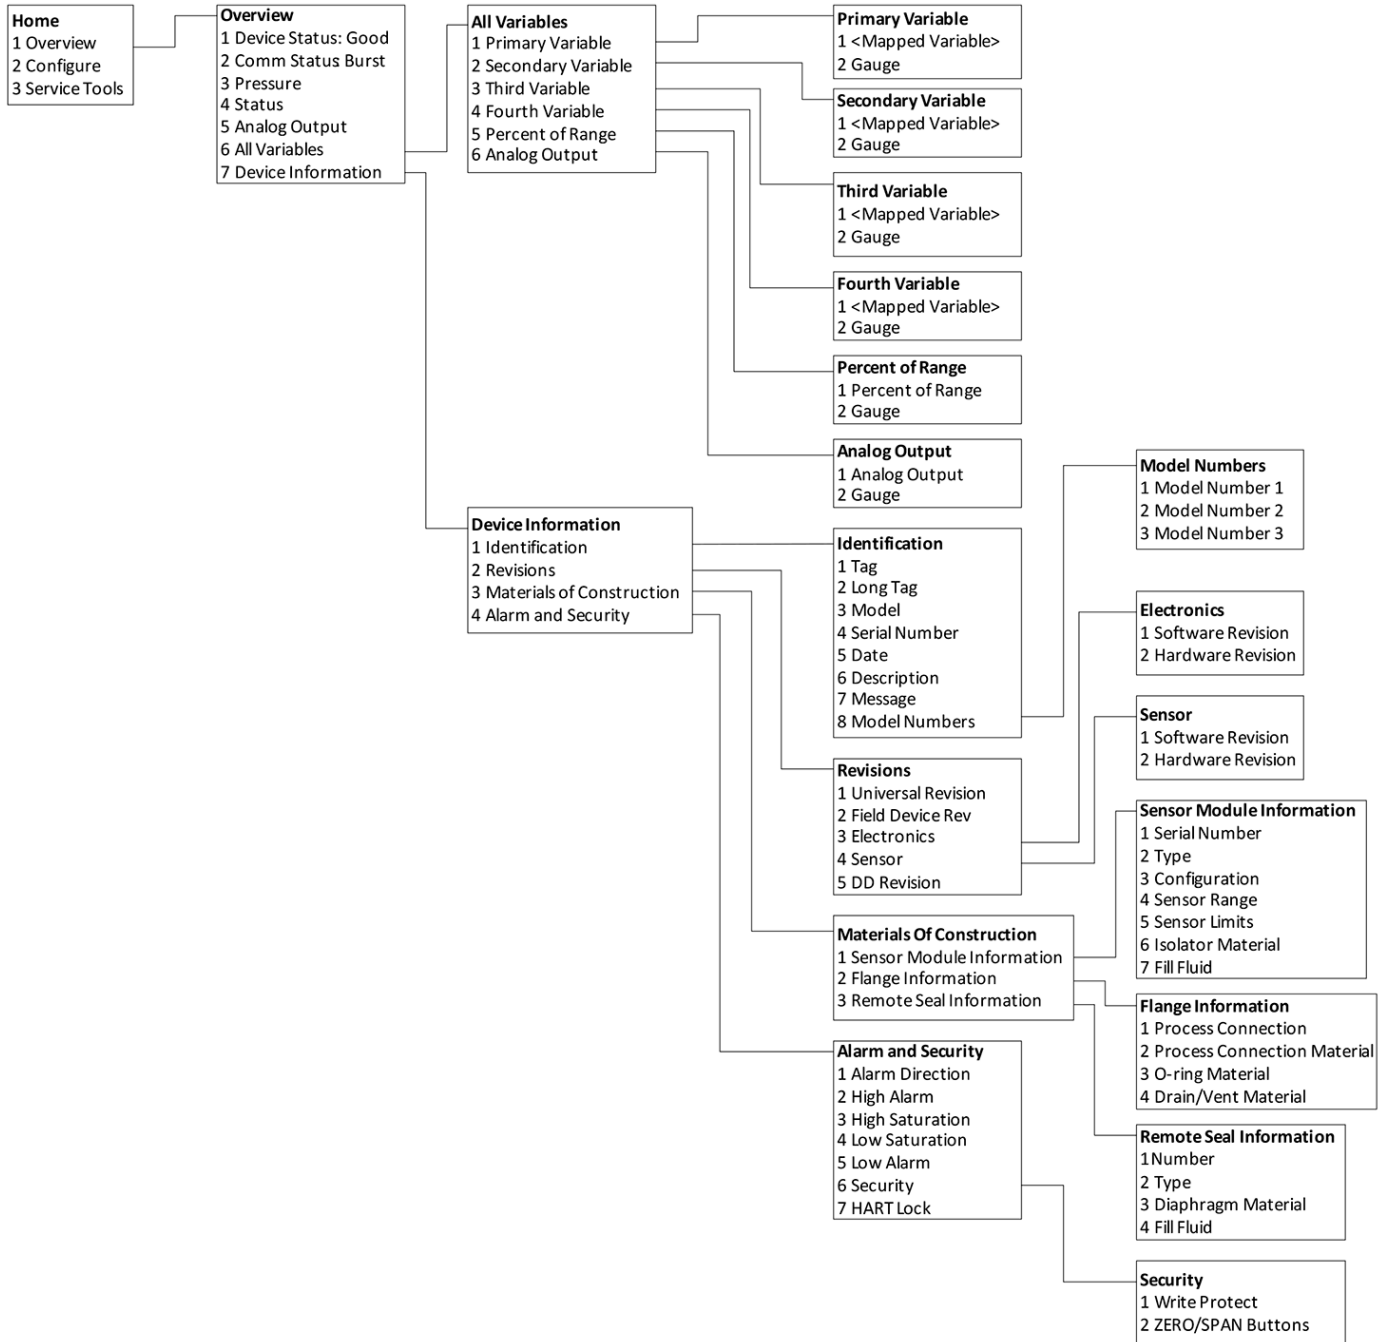 Home
1 Overview
2 Configure
3 Service Tools
Overview
1 Device Status: Good
2 Comm Status: Burst
3 Pressure
4 Status
5 Analog Output
6 All Variables
7 Device Information
All Variables
1 Primary Variable
2 Secondary Variable
3 Third Variable
4 Fourth Variable
5 Percent of Range
6 Analog Output
Primary Variable
1 <Mapped Variable>
2 Gauge
Secondary Variable
1 <Mapped Variable>
2 Gauge
Third Variable
1 <Mapped Variable>
2 Gauge
Fourth Variable
1 <Mapped Variable>
2 Gauge
Percent of Range
1 Percent of Range
2 Gauge
Analog Output
1 Analog Output
2 Gauge
Device Information
1 Identification
2 Revisions
3 Materials of Construction
4 Alarm and Security
Identification
1 Tag
2 Long Tag
3 Model
4 Serial Number
5 Date
6 Description
7 Message
8 Model Numbers
Revisions
1 Universal Revision
2 Field Device Rev
3 Electronics
4 Sensor
5 DD Revision
Materials Of Construction
1 Sensor Module Information
2 Flange Information
3 Remote Seal Information
Alarm and Security
1 Alarm Direction
2 High Alarm
3 High Saturation
4 Low Saturation
5 Low Alarm
6 Security
7 HART Lock
Model Numbers
1 Model Number 1
2 Model Number 2
3 Model Number 3
Electronics
1 Software Revision
2 Hardware Revision
Sensor
1 Software Revision
2 Hardware Revision
Sensor Module Information
1 Serial Number
2 Type
3 Configuration
4 Sensor Range
5 Sensor Limits
6 Isolator Material
7 Fill Fluid
Flange Information
1 Process Connection
2 Process Connection Material
3 O-ring Material
4 Drain/Vent Material
Remote Seal Information
1Number
2 Type
3 Diaphragm Material
4 Fill Fluid
Security
1 Write Protect
2 ZERO/SPAN Buttons